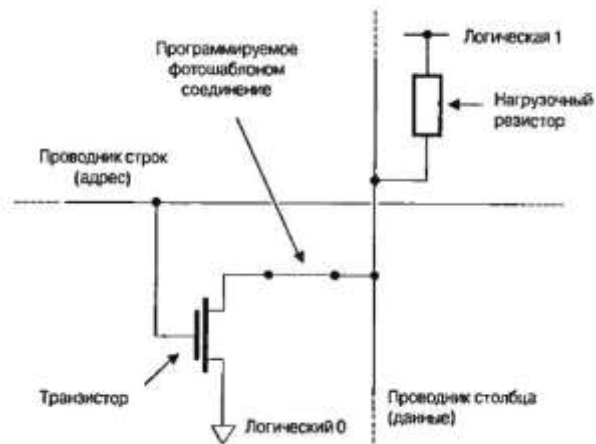 Программируемое
фотошаблоном
соединение
Логическая 1
Нагрузочный
резистор
Проводник строк
(адрес)
Транзистор
Логический 0
Проводник столбца
(данные)